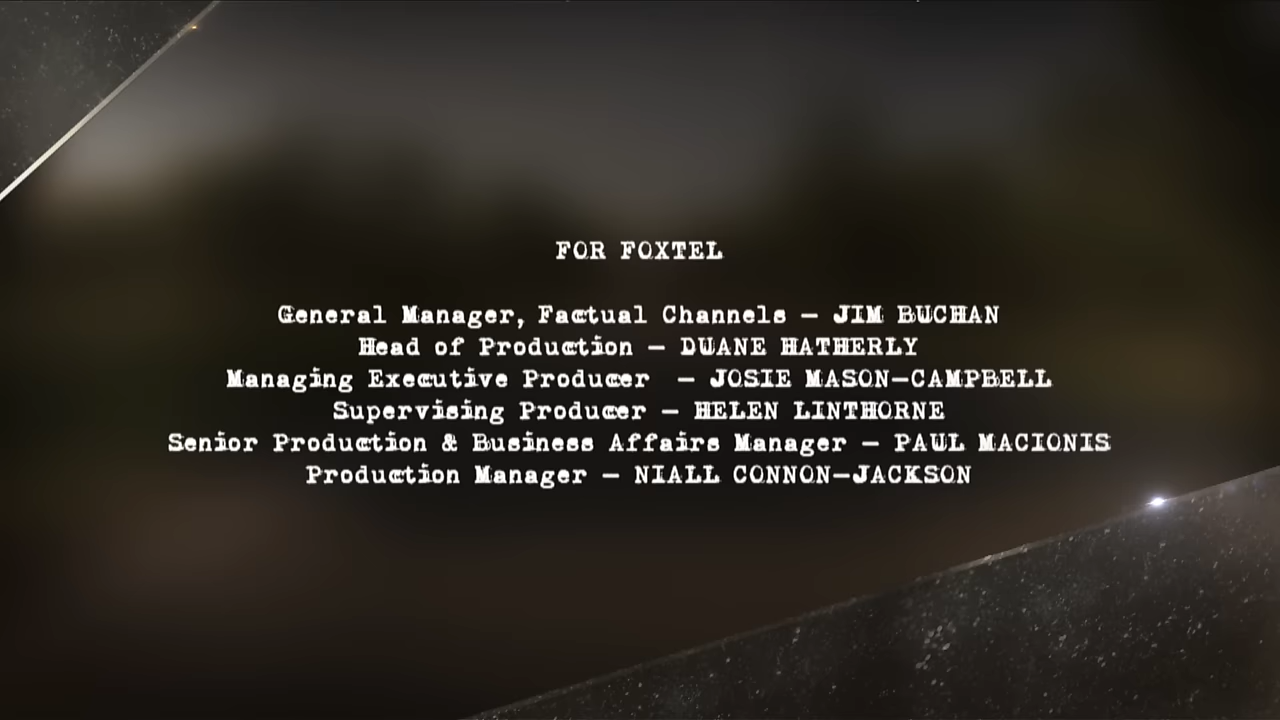 FOR FOXTEL
General Manager, Factual Channels – JIM BUCHAN
Head of Production – DUANE HATHERLY
Managing Executive Producer – JOSIE MASON–CAMPBELL
Supervising Producer – HELEN LINTHORNE
Senior Production & Business Affairs Manager – PAUL MACIONIS
Production Manager – NIALL CONNON–JACKSON